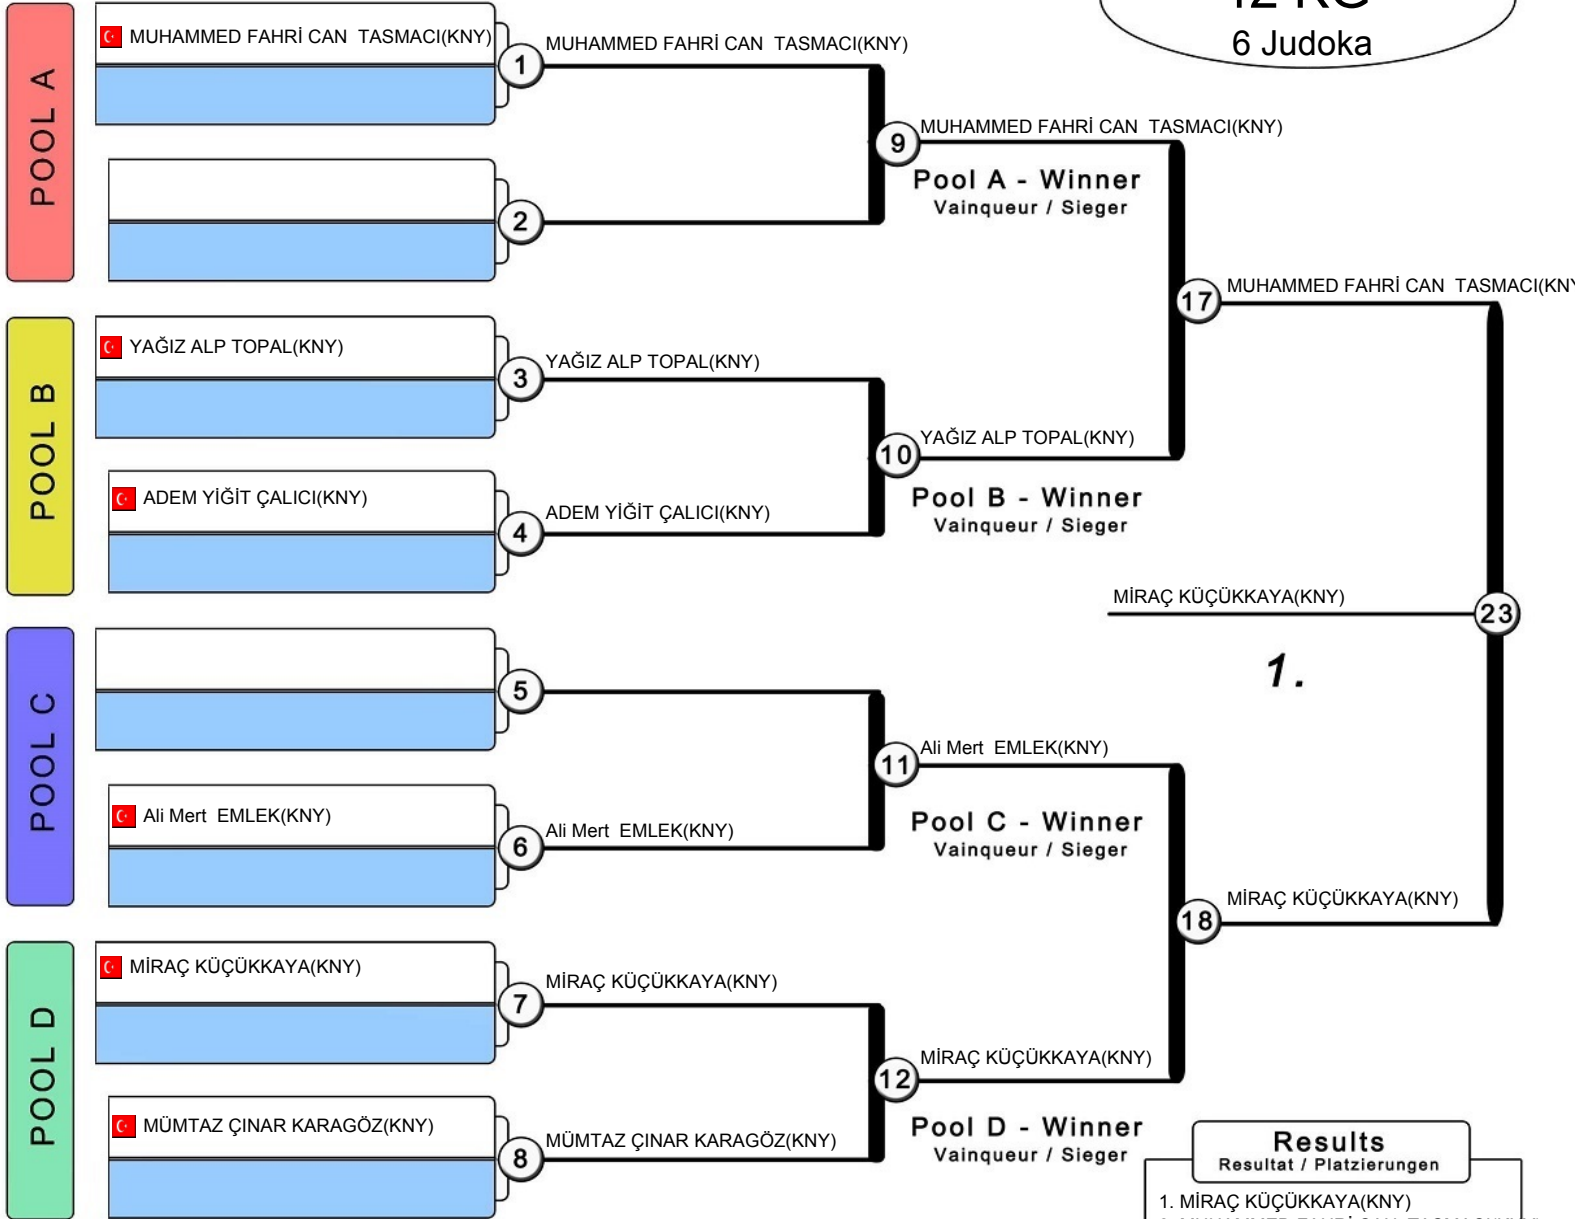 KG
6 Judoka
POOL A
MUHAMMED FAHRİ CAN  TASMACI(KNY)
1
MUHAMMED FAHRİ CAN  TASMACI(KNY)
2
9
MUHAMMED FAHRİ CAN  TASMACI(KNY)
Pool A - Winner
Vainqueur / Sieger
17
MUHAMMED FAHRİ CAN  TASMACI(KNY
POOL B
YAĞIZ ALP TOPAL(KNY)
3
YAĞIZ ALP TOPAL(KNY)
ADEM YİĞİT ÇALICI(KNY)
4
ADEM YİĞİT ÇALICI(KNY)
10
YAĞIZ ALP TOPAL(KNY)
Pool B - Winner
Vainqueur / Sieger
MİRAÇ KÜÇÜKKAYA(KNY)
23
1.
POOL C
5
Ali Mert  EMLEK(KNY)
6
Ali Mert  EMLEK(KNY)
11
Ali Mert  EMLEK(KNY)
Pool C - Winner
Vainqueur / Sieger
18
MİRAÇ KÜÇÜKKAYA(KNY)
POOL D
MİRAÇ KÜÇÜKKAYA(KNY)
7
MİRAÇ KÜÇÜKKAYA(KNY)
MÜMTAZ ÇINAR KARAGÖZ(KNY)
8
MÜMTAZ ÇINAR KARAGÖZ(KNY)
12
MİRAÇ KÜÇÜKKAYA(KNY)
Pool D - Winner
Vainqueur / Sieger
Results
Resultat / Platzierungen
1. MİRAÇ KÜÇÜKKAYA(KNY)